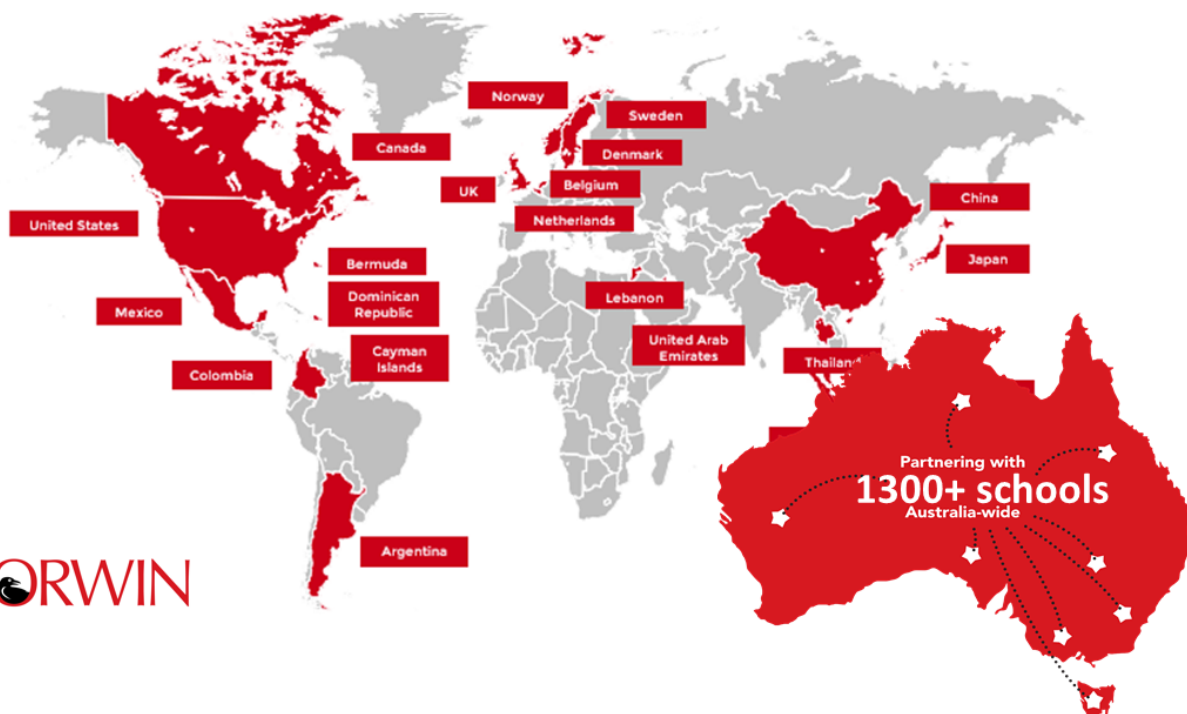 Norway
Sweden
Canada
Denmark
UK
Belgium
China
Netherlands
United States
Japan
Bermuda
Lebanon
Mexico
Dominican
Republic
United Arab
Emirates
Cayman
Islands
Thailand
Colombia
Partnering with
1300+ schools
Australia-wide
Argentina
ORWIN